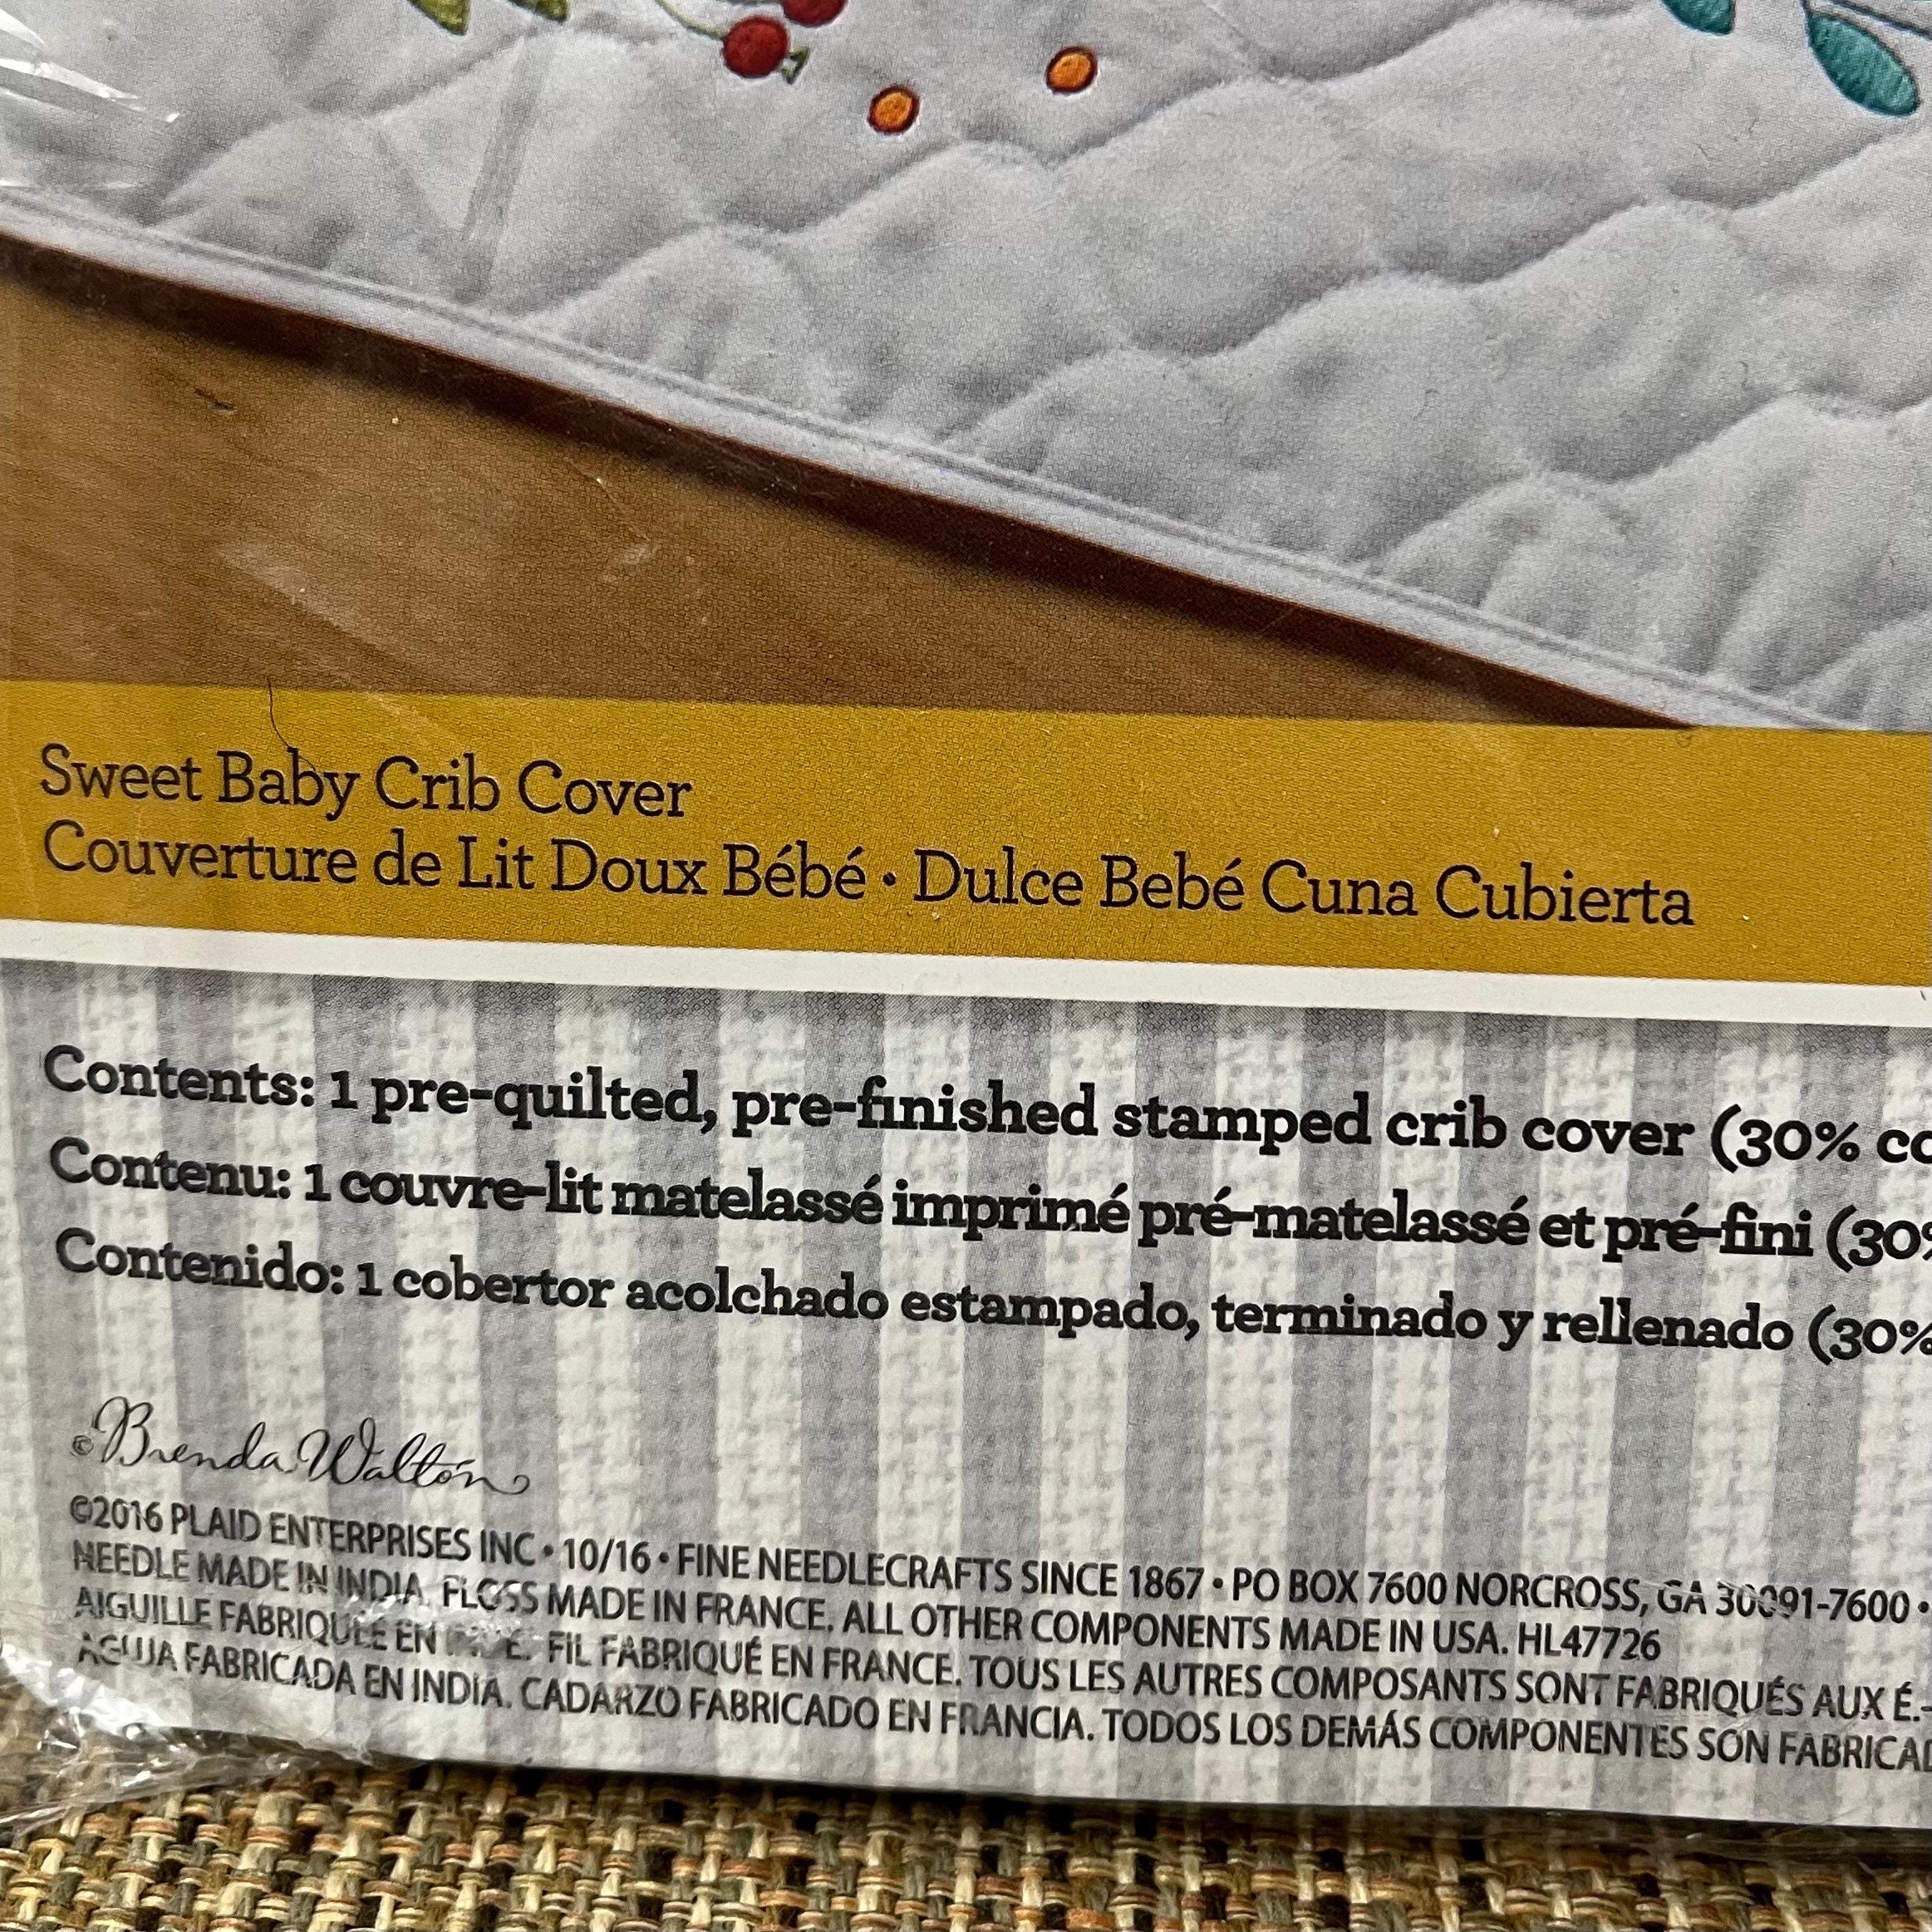 Sweet Baby Crib Cover
Couverture de Lit Doux Bébé • Dulce Bebé Cuna Cubierta
Contents: 1 pre-quilted, pre-finished stamped crib cover (30% co
Contenu: 1 couvre-lit matelassé imprimé pré-matelassé et pré-fini (30%
Contenido: 1 cobertor acolchado estampado, terminado y rellenado (30%
© Brenda Walton
©2016 PLAID ENTERPRISES INC • 10/16 • FINE NEEDLECRAFTS SINCE 1867 • PO BOX 7600 NORCROSS, GA 30091-7600 •
NEEDLE MADE IN INDIA. FLOSS MADE IN FRANCE. ALL OTHER COMPONENTS MADE IN USA. HL47726
AIGUILLE FABRIQUÉE EN FIL FABRIQUÉ EN FRANCE. TOUS LES AUTRES COMPOSANTS SONT FABRIQUÉS AUX É.-
AGUJA FABRICADA EN INDIA. CADARZO FABRICADO EN FRANCIA. TODOS LOS DEMÁS COMPONENTES SON FABRICAD